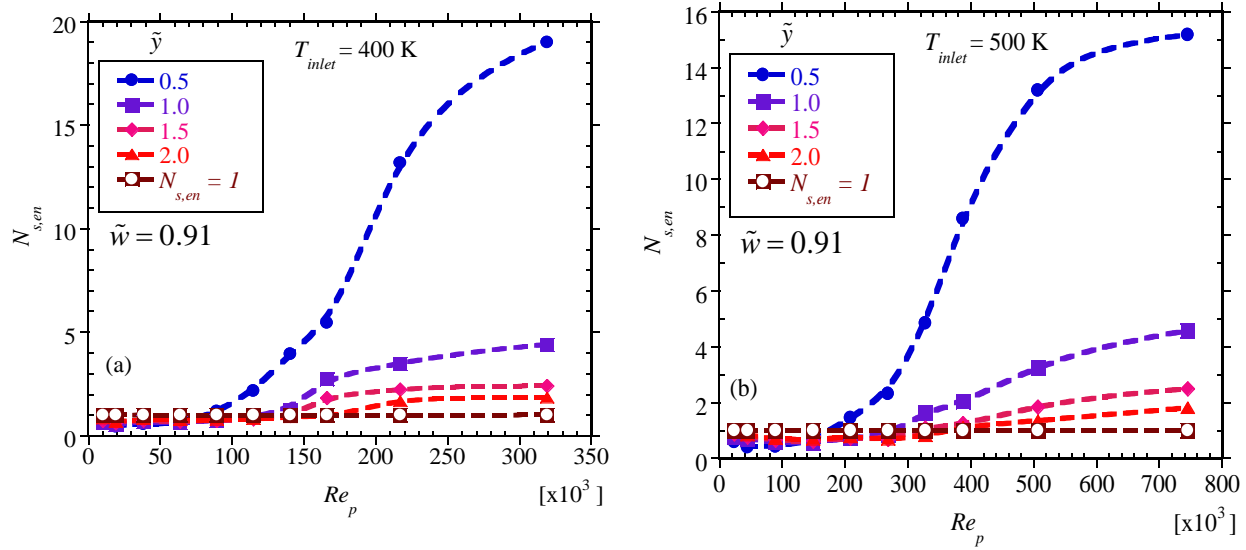 ỹ
T_inlet = 400 K
0.5
1.0
1.5
2.0
N_s,en = 1
w̃ = 0.91
(a)
N_s,en
20
15
10
5
0
0 50 100 150 200 250 300 350
Re_p [x10³]
ỹ
T_inlet = 500 K
0.5
1.0
1.5
2.0
N_s,en = 1
w̃ = 0.91
(b)
N_s,en
16
14
12
10
8
6
4
2
0
0 100 200 300 400 500 600 700 800
Re_p [x10³]